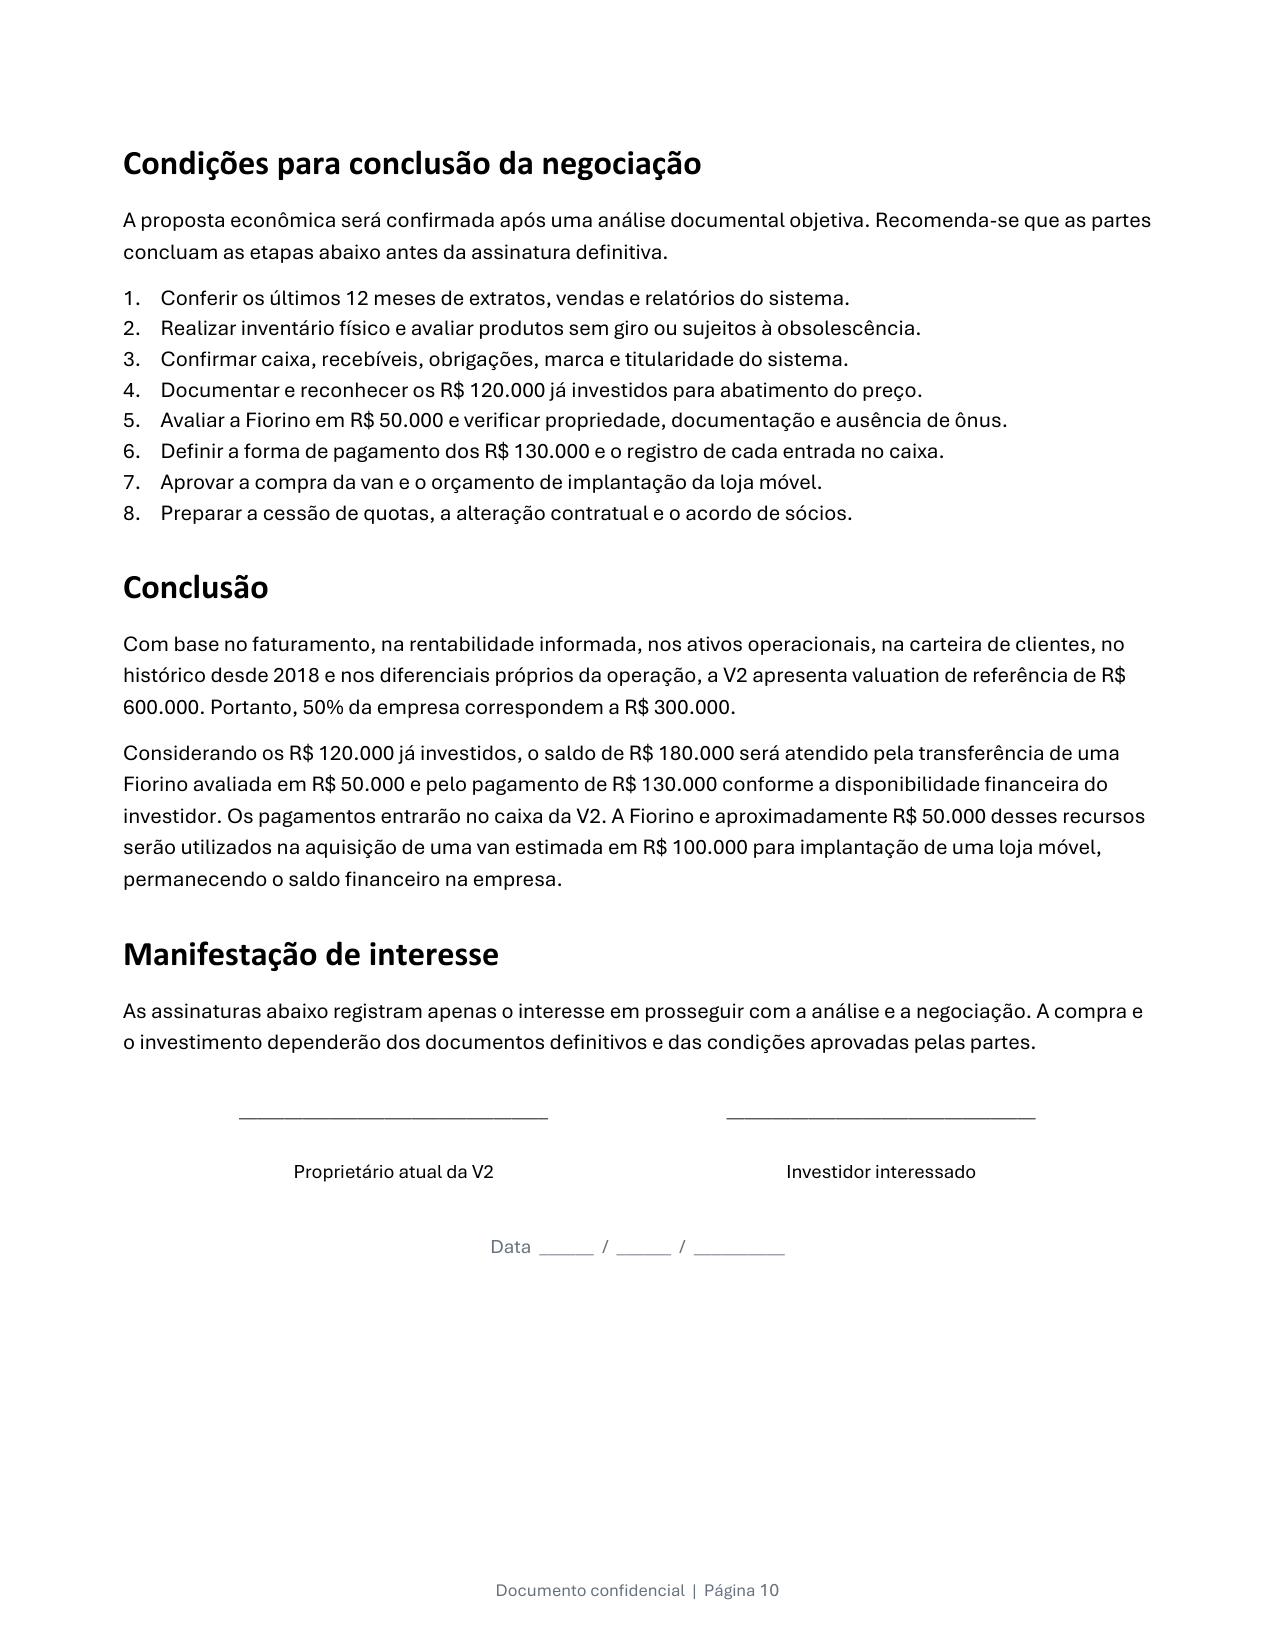 Condições para conclusão da negociação
A proposta econômica será confirmada após uma análise documental objetiva. Recomenda-se que as partes
concluam as etapas abaixo antes da assinatura definitiva.
1. Conferir os últimos 12 meses de extratos, vendas e relatórios do sistema.
2. Realizar inventário físico e avaliar produtos sem giro ou sujeitos à obsolescência.
3. Confirmar caixa, recebíveis, obrigações, marca e titularidade do sistema.
4. Documentar e reconhecer os R$ 120.000 já investidos para abatimento do preço.
5. Avaliar a Fiorino em R$ 50.000 e verificar propriedade, documentação e ausência de ônus.
6. Definir a forma de pagamento dos R$ 130.000 e o registro de cada entrada no caixa.
7. Aprovar a compra da van e o orçamento de implantação da loja móvel.
8. Preparar a cessão de quotas, a alteração contratual e o acordo de sócios.
Conclusão
Com base no faturamento, na rentabilidade informada, nos ativos operacionais, na carteira de clientes, no
histórico desde 2018 e nos diferenciais próprios da operação, a V2 apresenta valuation de referência de R$
600.000. Portanto, 50% da empresa correspondem a R$ 300.000.
Considerando os R$ 120.000 já investidos, o saldo de R$ 180.000 será atendido pela transferência de uma
Fiorino avaliada em R$ 50.000 e pelo pagamento de R$ 130.000 conforme a disponibilidade financeira do
investidor. Os pagamentos entrarão no caixa da V2. A Fiorino e aproximadamente R$ 50.000 desses recursos
serão utilizados na aquisição de uma van estimada em R$ 100.000 para implantação de uma loja móvel,
permanecendo o saldo financeiro na empresa.
Manifestação de interesse
As assinaturas abaixo registram apenas o interesse em prosseguir com a análise e a negociação. A compra e
o investimento dependerão dos documentos definitivos e das condições aprovadas pelas partes.
__________________________________ __________________________________
Proprietário atual da V2 Investidor interessado
Data ______ / ______ / __________
Documento confidencial | Página 10